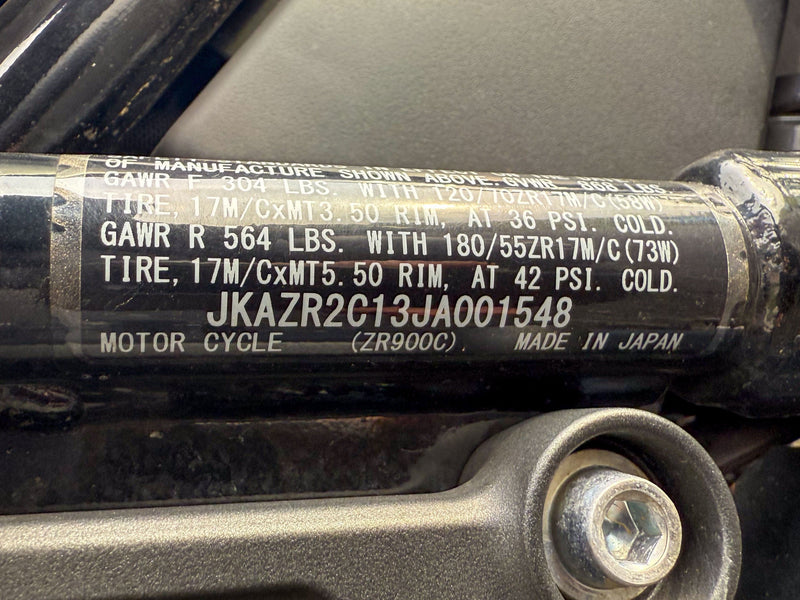 OF MANUFACTURE SHOWN ABOVE. GVWR 868 LBS.
GAWR F 304 LBS. WITH 120/70ZR17M/C(58W)
TIRE, 17M/CxMT3.50 RIM, AT 36 PSI. COLD.
GAWR R 564 LBS. WITH 180/55ZR17M/C(73W)
TIRE, 17M/CxMT5.50 RIM, AT 42 PSI. COLD.
JKAZR2C13JA001548
MOTOR CYCLE (ZR900C). MADE IN JAPAN